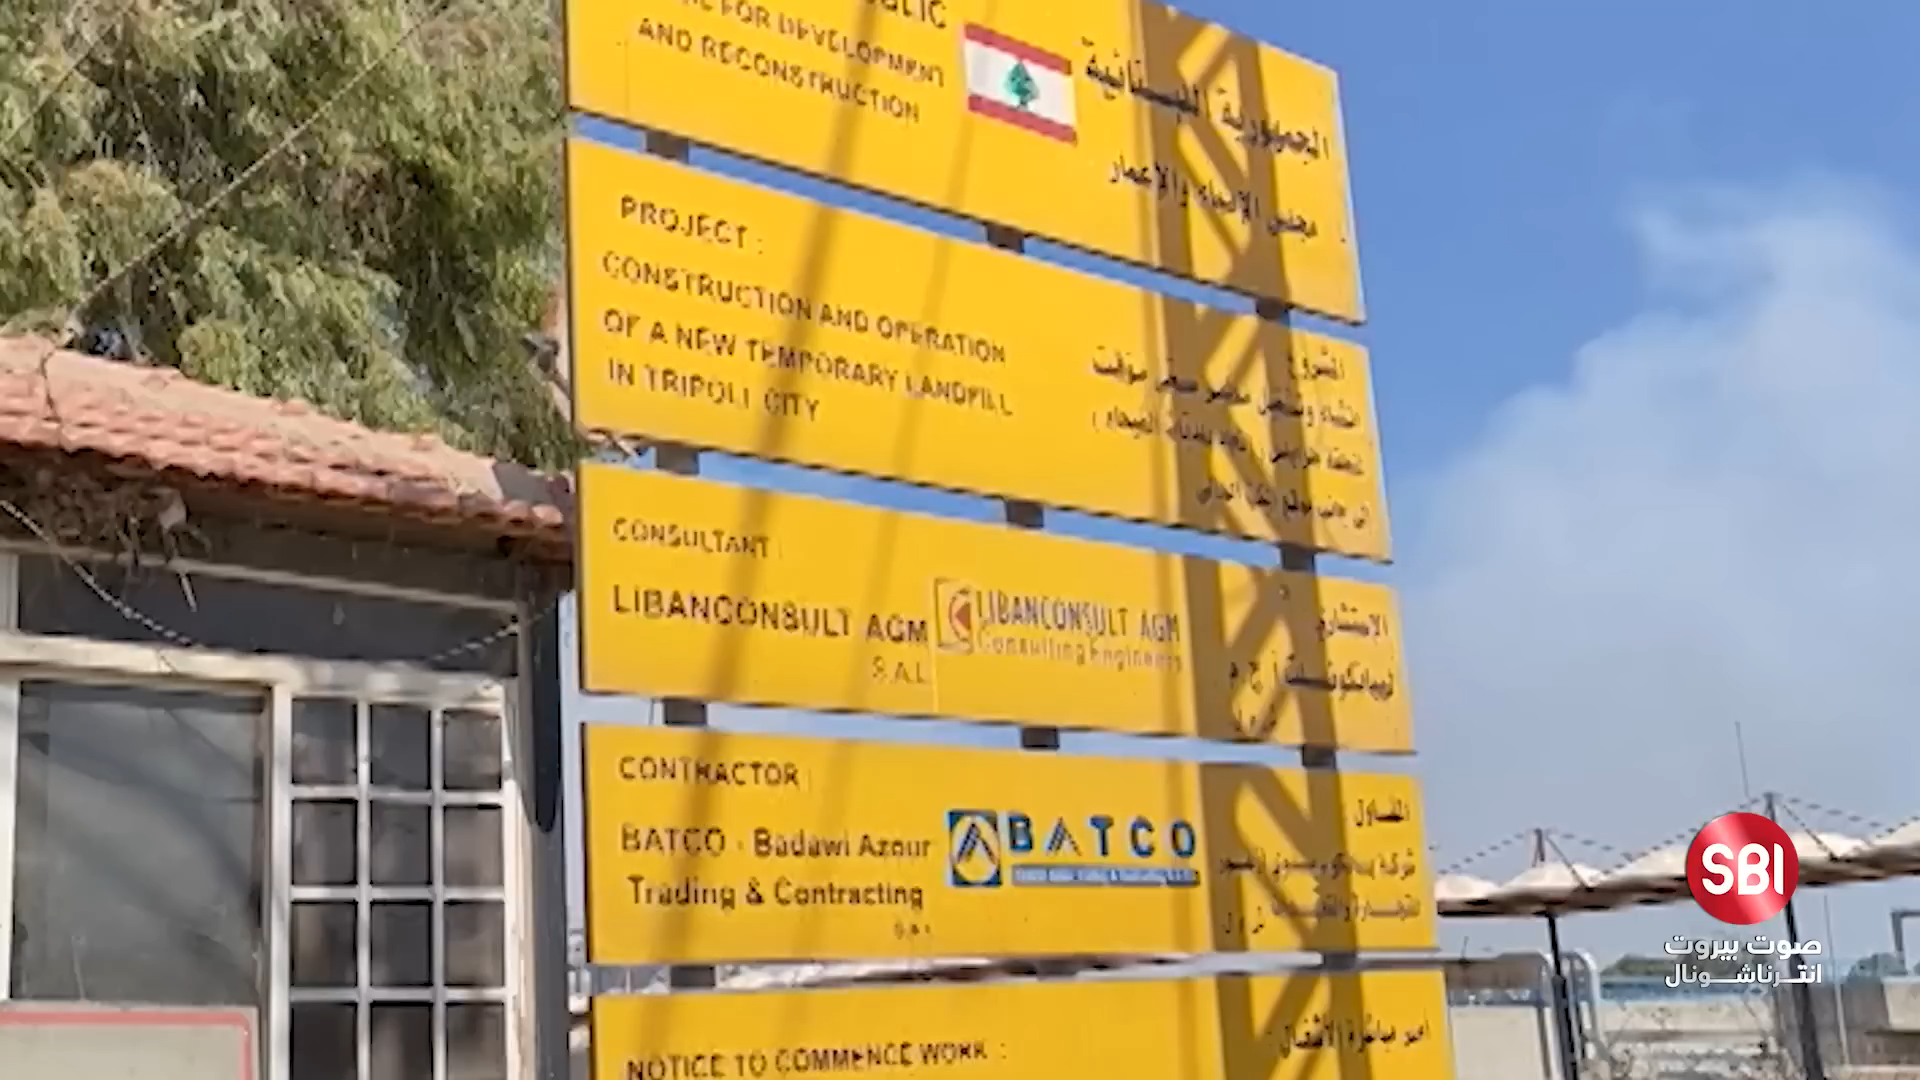 FOR DEVELOPMENT
AND RECONSTRUCTION
الجمهورية اللبنانية
مجلس الإنماء والإعمار
PROJECT :
CONSTRUCTION AND OPERATION
OF A NEW TEMPORARY LANDFILL
IN TRIPOLI CITY
المشروع
CONSULTANT :
LIBANCONSULT AGM
S.A.L
LIBANCONSULT AGM
Consulting Engineers
الاستشاري
CONTRACTOR :
BATCO - Badawi Azour
Trading & Contracting
S.A.L
BATCO
المقاول :
NOTICE TO COMMENCE WORK :
امر مباشرة الأشغال :
SBI
صوت بيروت
انترناشونال